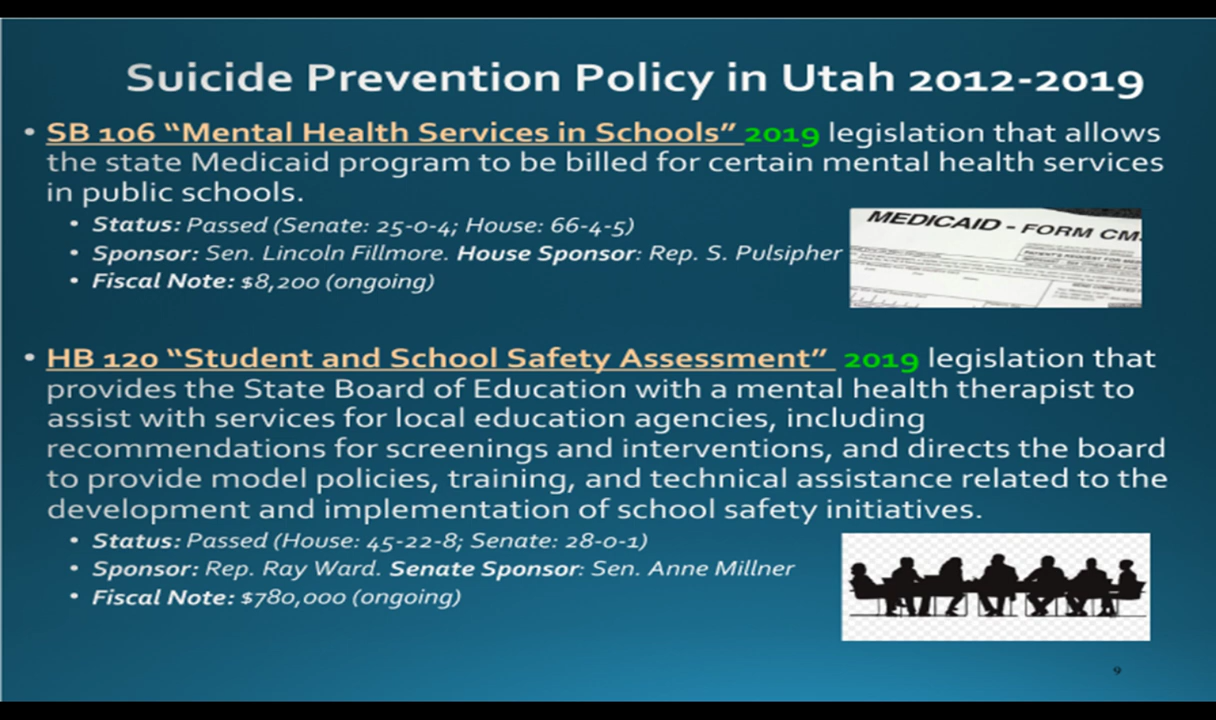 Suicide Prevention Policy in Utah 2012-2019
• SB 106 “Mental Health Services in Schools” 2019 legislation that allows
the state Medicaid program to be billed for certain mental health services
in public schools.
• Status: Passed (Senate: 25-0-4; House: 66-4-5)
• Sponsor: Sen. Lincoln Fillmore. House Sponsor: Rep. S. Pulsipher
• Fiscal Note: $8,200 (ongoing)
MEDICAID - FORM CM
• HB 120 “Student and School Safety Assessment” 2019 legislation that
provides the State Board of Education with a mental health therapist to
assist with services for local education agencies, including
recommendations for screenings and interventions, and directs the board
to provide model policies, training, and technical assistance related to the
development and implementation of school safety initiatives.
• Status: Passed (House: 45-22-8; Senate: 28-0-1)
• Sponsor: Rep. Ray Ward. Senate Sponsor: Sen. Anne Millner
• Fiscal Note: $780,000 (ongoing)
9